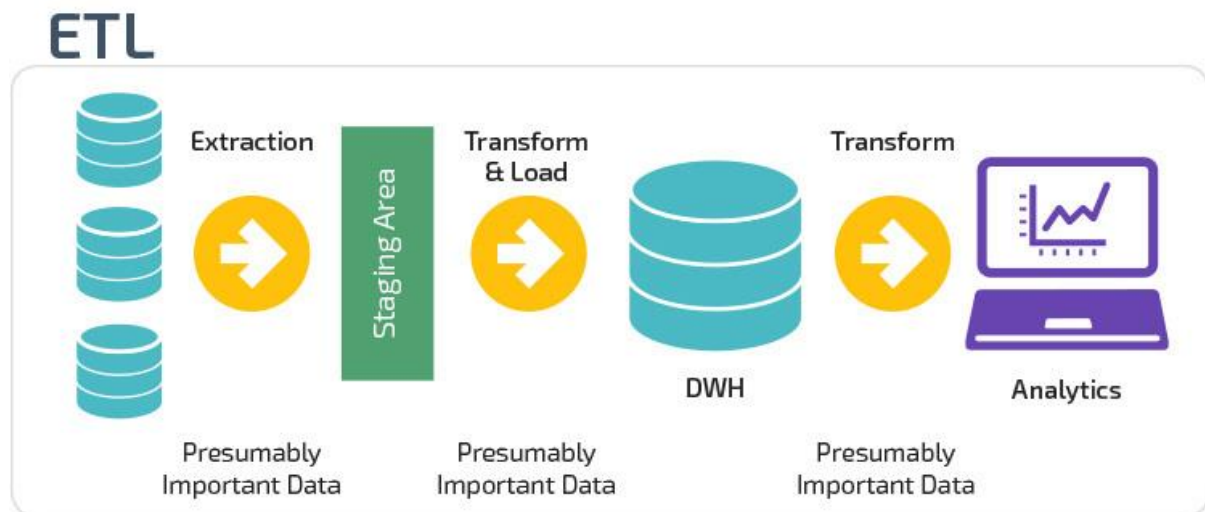 ETL
Extraction
Staging Area
Transform
& Load
Transform
DWH
Analytics
Presumably
Important Data
Presumably
Important Data
Presumably
Important Data